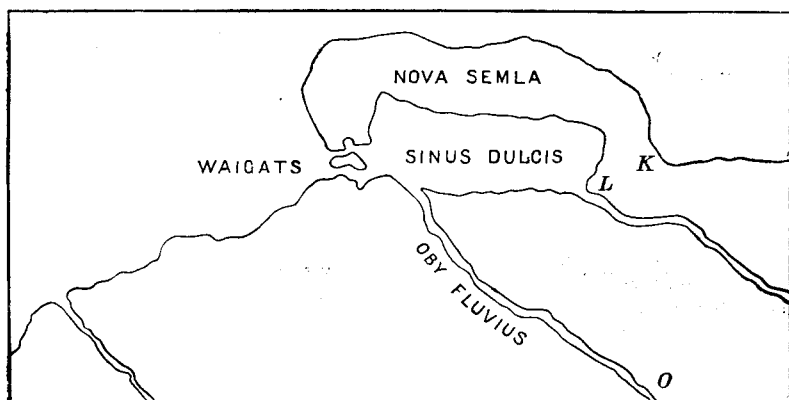 NOVA SEMLA
WAIGATS
SINUS DULCIS
K
L
OBY FLUVIUS
O